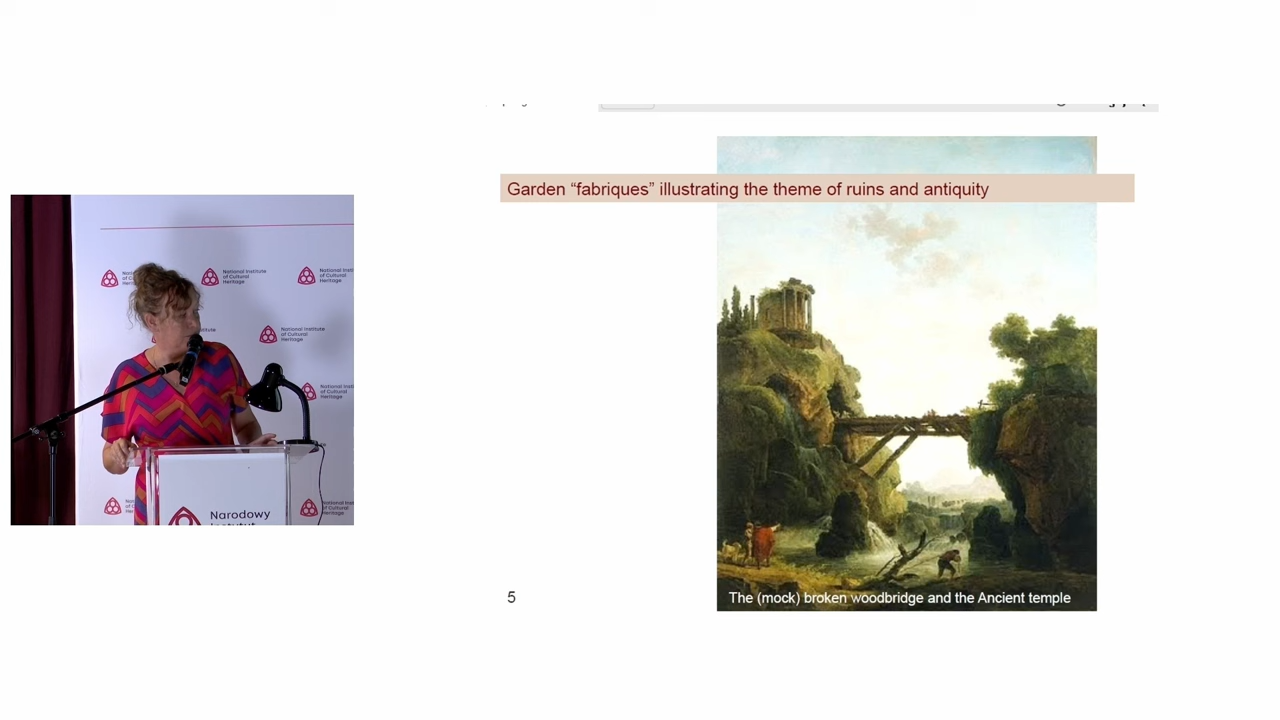 Garden “fabriques” illustrating the theme of ruins and antiquity
National Institute
of Cultural
Heritage
Narodowy
5
The (mock) broken woodbridge and the Ancient temple